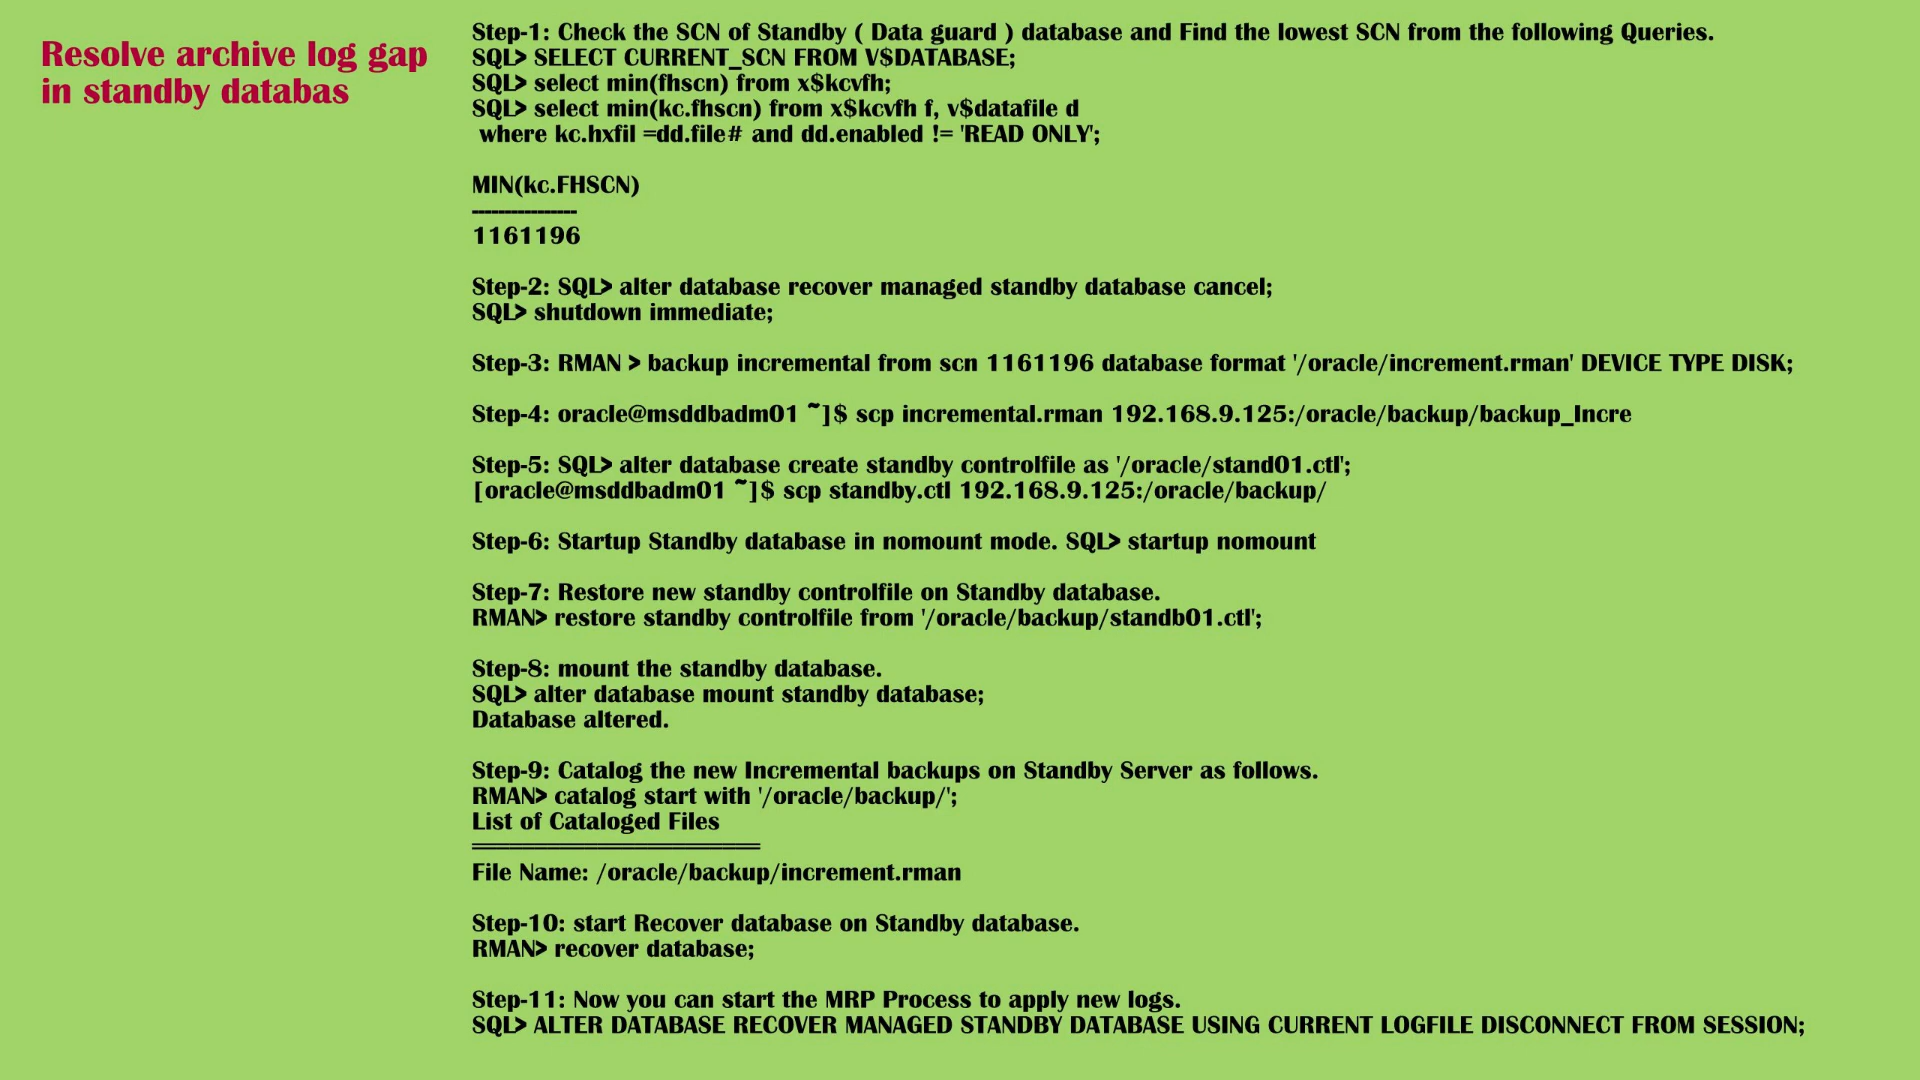 Resolve archive log gap
in standby databas
Step-1: Check the SCN of Standby ( Data guard ) database and Find the lowest SCN from the following Queries.
SQL> SELECT CURRENT_SCN FROM V$DATABASE;
SQL> select min(fhscn) from x$kcvfh;
SQL> select min(kc.fhscn) from x$kcvfh f, v$datafile d
where kc.hxfil =dd.file# and dd.enabled != 'READ ONLY';
MIN(kc.FHSCN)
----------------
1161196
Step-2: SQL> alter database recover managed standby database cancel;
SQL> shutdown immediate;
Step-3: RMAN > backup incremental from scn 1161196 database format '/oracle/increment.rman' DEVICE TYPE DISK;
Step-4: oracle@msddbadm01 ~]$ scp incremental.rman 192.168.9.125:/oracle/backup/backup_Incre
Step-5: SQL> alter database create standby controlfile as '/oracle/stand01.ctl';
[oracle@msddbadm01 ~]$ scp standby.ctl 192.168.9.125:/oracle/backup/
Step-6: Startup Standby database in nomount mode. SQL> startup nomount
Step-7: Restore new standby controlfile on Standby database.
RMAN> restore standby controlfile from '/oracle/backup/standb01.ctl';
Step-8: mount the standby database.
SQL> alter database mount standby database;
Database altered.
Step-9: Catalog the new Incremental backups on Standby Server as follows.
RMAN> catalog start with '/oracle/backup/';
List of Cataloged Files
=======================
File Name: /oracle/backup/increment.rman
Step-10: start Recover database on Standby database.
RMAN> recover database;
Step-11: Now you can start the MRP Process to apply new logs.
SQL> ALTER DATABASE RECOVER MANAGED STANDBY DATABASE USING CURRENT LOGFILE DISCONNECT FROM SESSION;